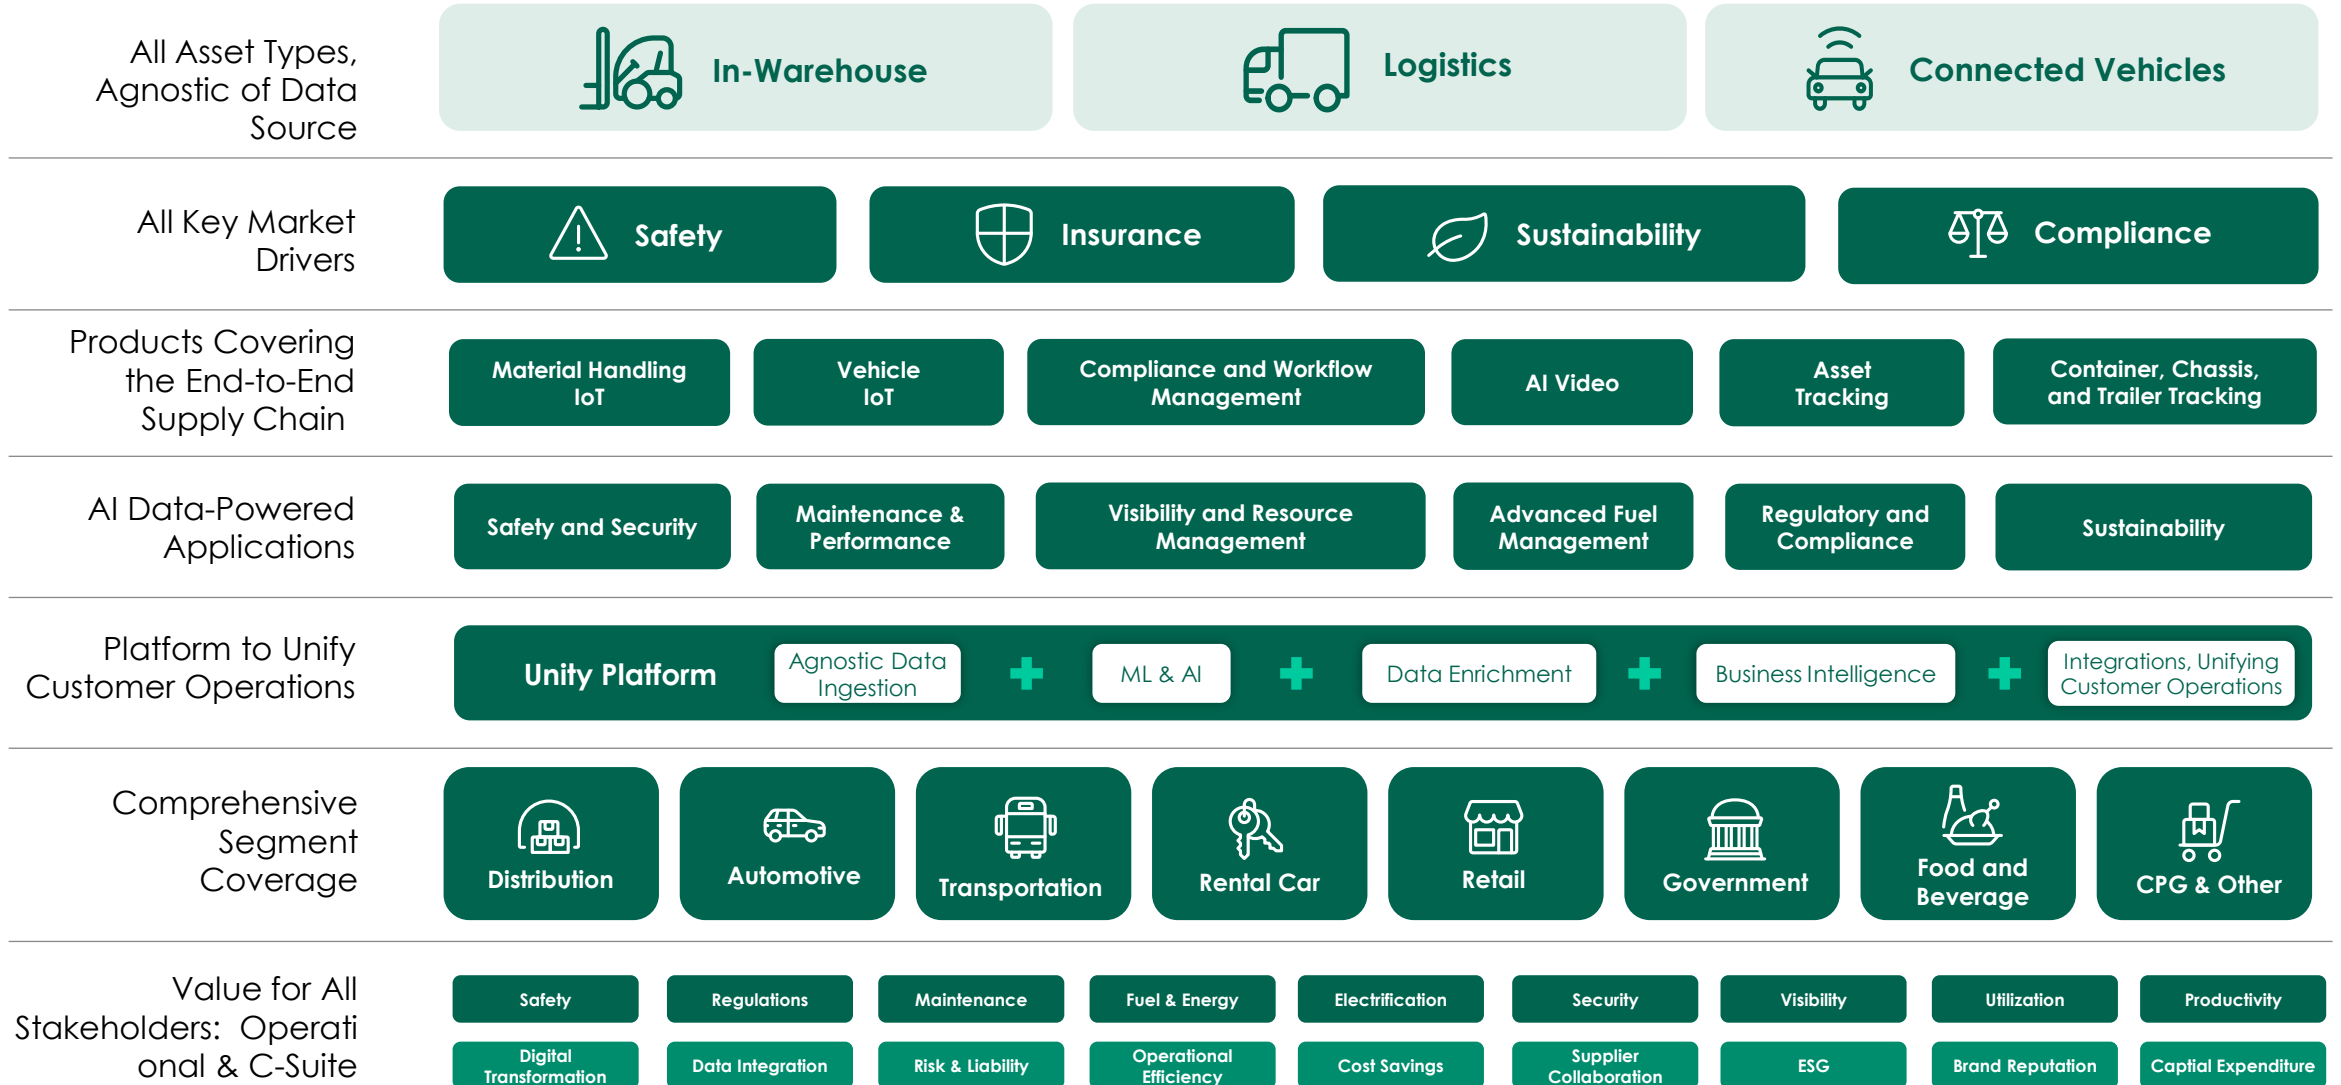 All Asset Types,
Agnostic of Data
Source
In-Warehouse
Logistics
Connected Vehicles
All Key Market
Drivers
Safety
Insurance
Sustainability
Compliance
Products Covering
the End-to-End
Supply Chain
Material Handling
IoT
Vehicle
IoT
Compliance and Workflow
Management
AI Video
Asset
Tracking
Container, Chassis,
and Trailer Tracking
AI Data-Powered
Applications
Safety and Security
Maintenance &
Performance
Visibility and Resource
Management
Advanced Fuel
Management
Regulatory and
Compliance
Sustainability
Platform to Unify
Customer Operations
Unity Platform
Agnostic Data
Ingestion
ML & AI
Data Enrichment
Business Intelligence
Integrations, Unifying
Customer Operations
Comprehensive
Segment
Coverage
Distribution
Automotive
Transportation
Rental Car
Retail
Government
Food and
Beverage
CPG & Other
Value for All
Stakeholders: Operati
onal & C-Suite
Safety
Regulations
Maintenance
Fuel & Energy
Electrification
Security
Visibility
Utilization
Productivity
Digital
Transformation
Data Integration
Risk & Liability
Operational
Efficiency
Cost Savings
Supplier
Collaboration
ESG
Brand Reputation
Captial Expenditure